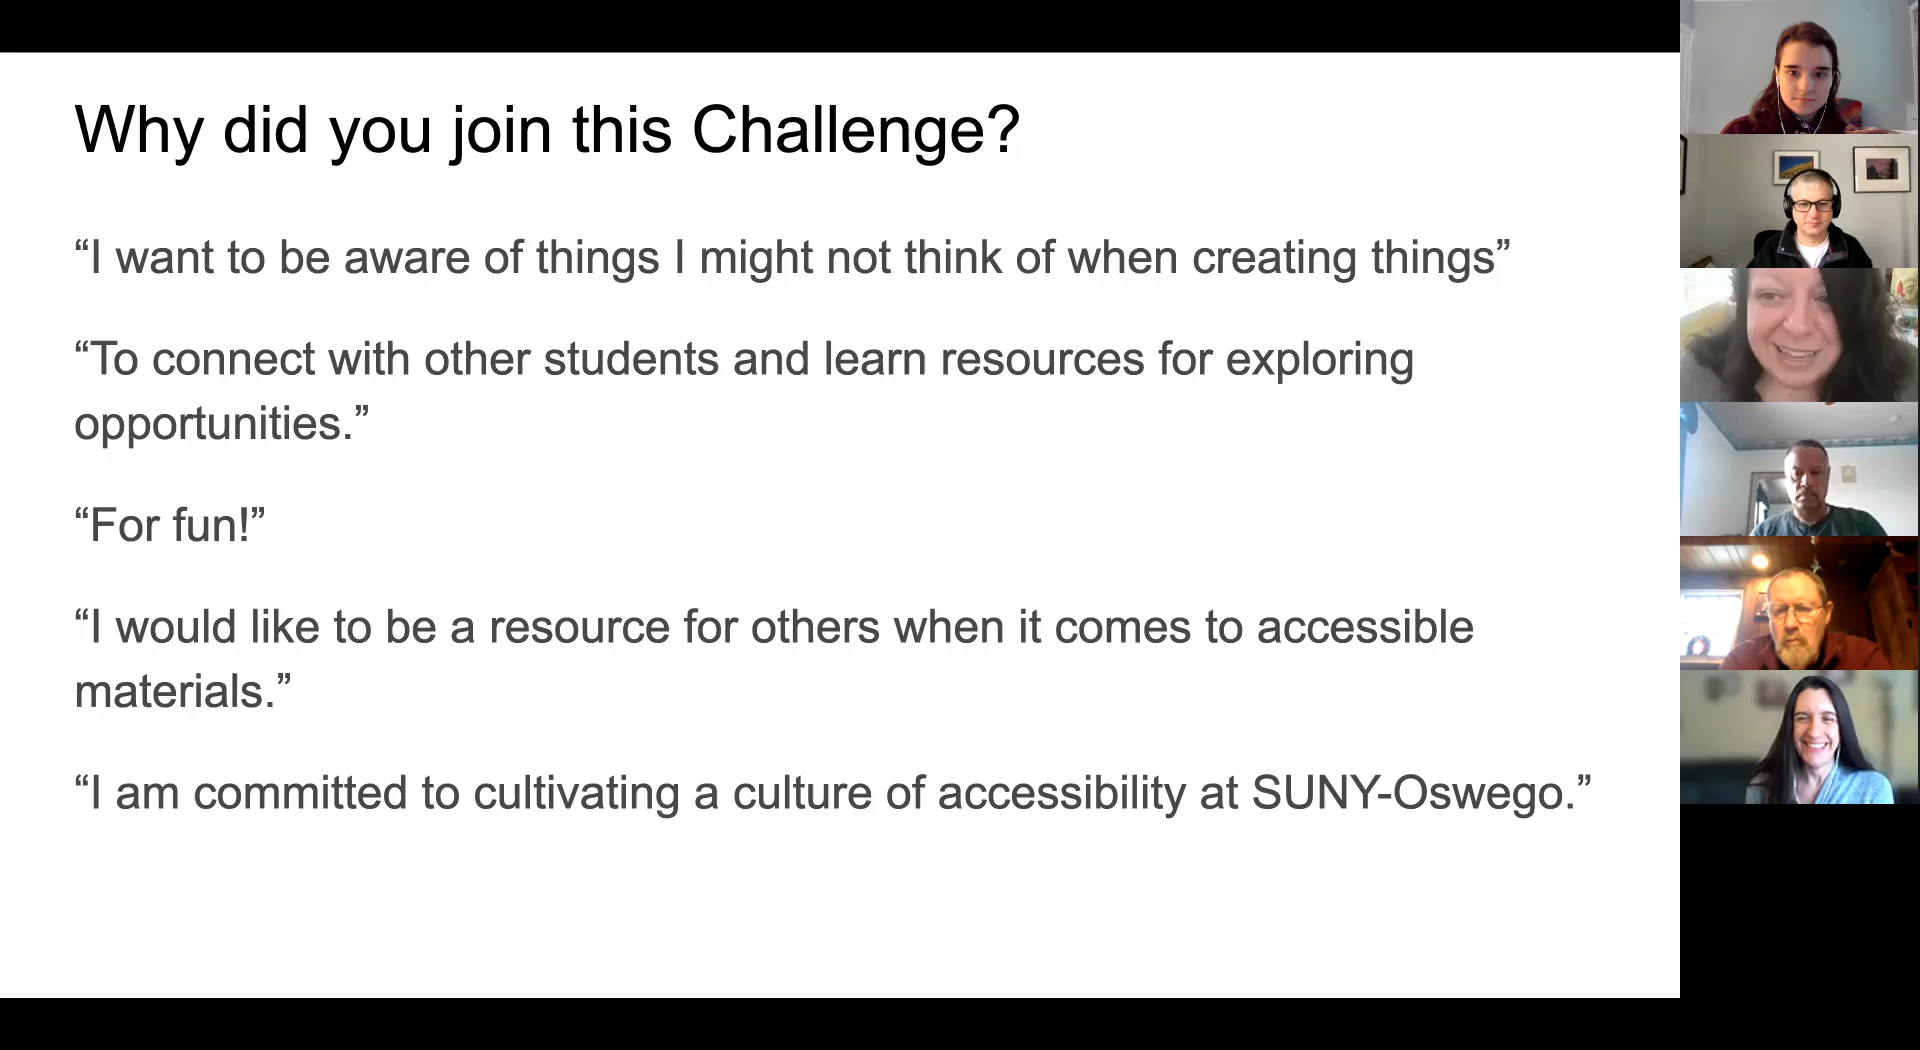 Why did you join this Challenge?
“I want to be aware of things I might not think of when creating things”
“To connect with other students and learn resources for exploring
opportunities.”
“For fun!”
“I would like to be a resource for others when it comes to accessible
materials.”
“I am committed to cultivating a culture of accessibility at SUNY-Oswego.”